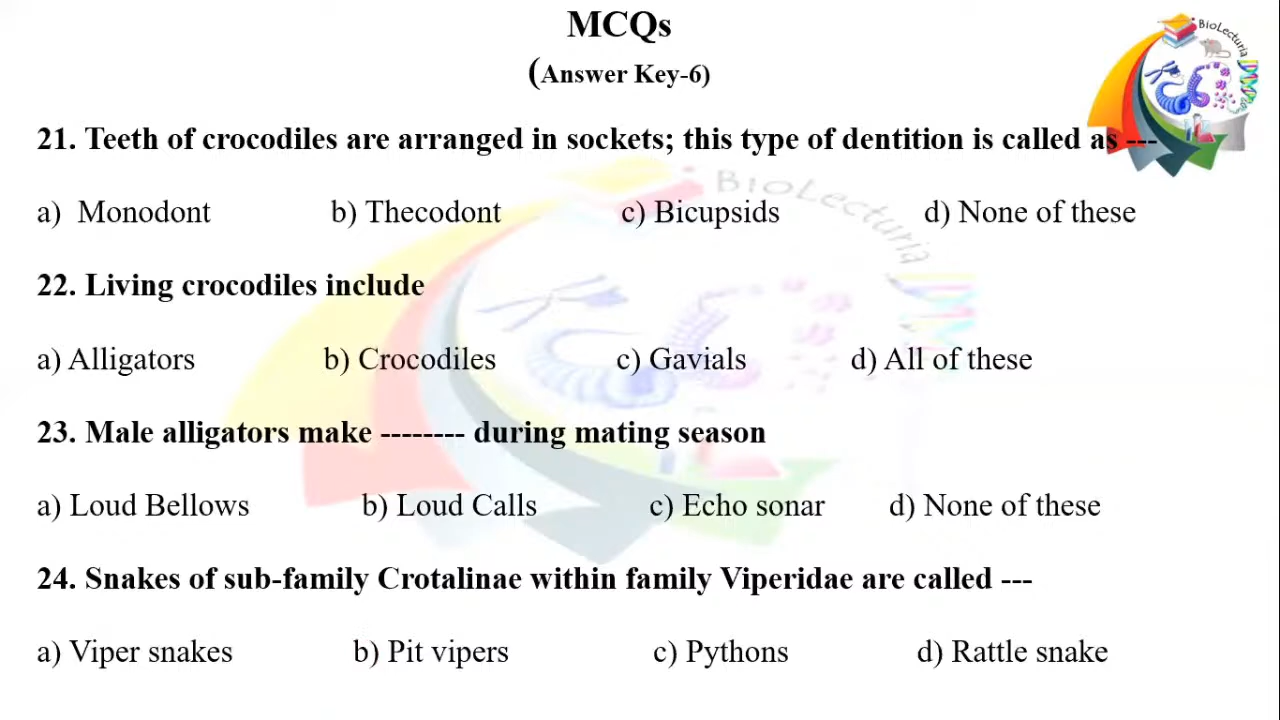 MCQs
(Answer Key-6)
BioLecturia
21. Teeth of crocodiles are arranged in sockets; this type of dentition is called as ---
a) Monodont b) Thecodont c) Bicupsids d) None of these
BioLecturia
22. Living crocodiles include
a) Alligators b) Crocodiles c) Gavials d) All of these
23. Male alligators make -------- during mating season
a) Loud Bellows b) Loud Calls c) Echo sonar d) None of these
24. Snakes of sub-family Crotalinae within family Viperidae are called ---
a) Viper snakes b) Pit vipers c) Pythons d) Rattle snake